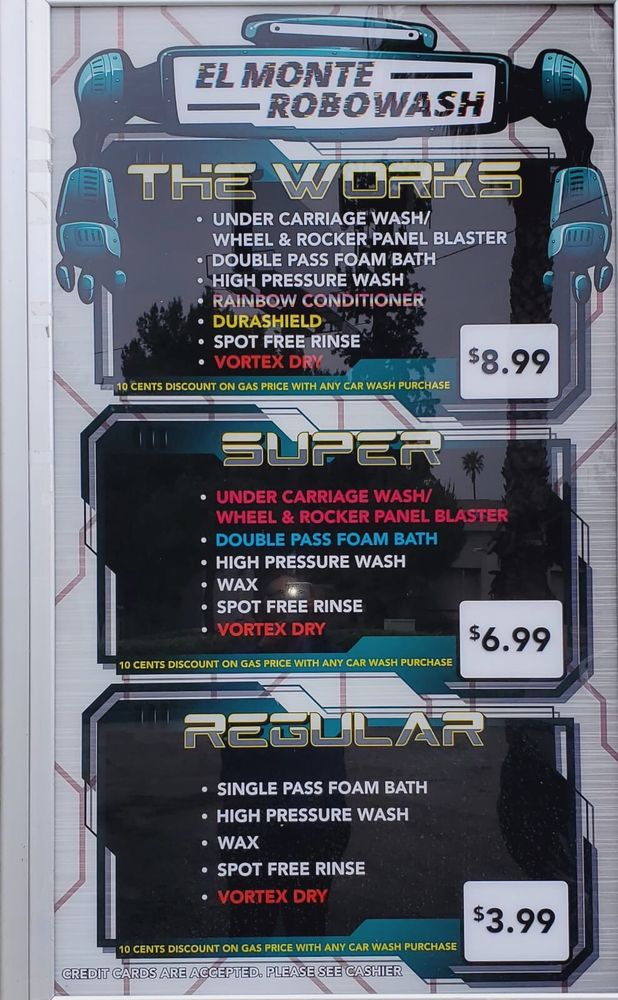 EL MONTE
ROBOWASH
THE WORKS
• UNDER CARRIAGE WASH/
WHEEL & ROCKER PANEL BLASTER
• DOUBLE PASS FOAM BATH
• HIGH PRESSURE WASH
• RAINBOW CONDITIONER
• DURASHIELD
• SPOT FREE RINSE
• VORTEX DRY
$8.99
10 CENTS DISCOUNT ON GAS PRICE WITH ANY CAR WASH PURCHASE
SUPER
• UNDER CARRIAGE WASH/
WHEEL & ROCKER PANEL BLASTER
• DOUBLE PASS FOAM BATH
• HIGH PRESSURE WASH
• WAX
• SPOT FREE RINSE
• VORTEX DRY
$6.99
10 CENTS DISCOUNT ON GAS PRICE WITH ANY CAR WASH PURCHASE
REGULAR
• SINGLE PASS FOAM BATH
• HIGH PRESSURE WASH
• WAX
• SPOT FREE RINSE
• VORTEX DRY
$3.99
10 CENTS DISCOUNT ON GAS PRICE WITH ANY CAR WASH PURCHASE
CREDIT CARDS ARE ACCEPTED. PLEASE SEE CASHIER